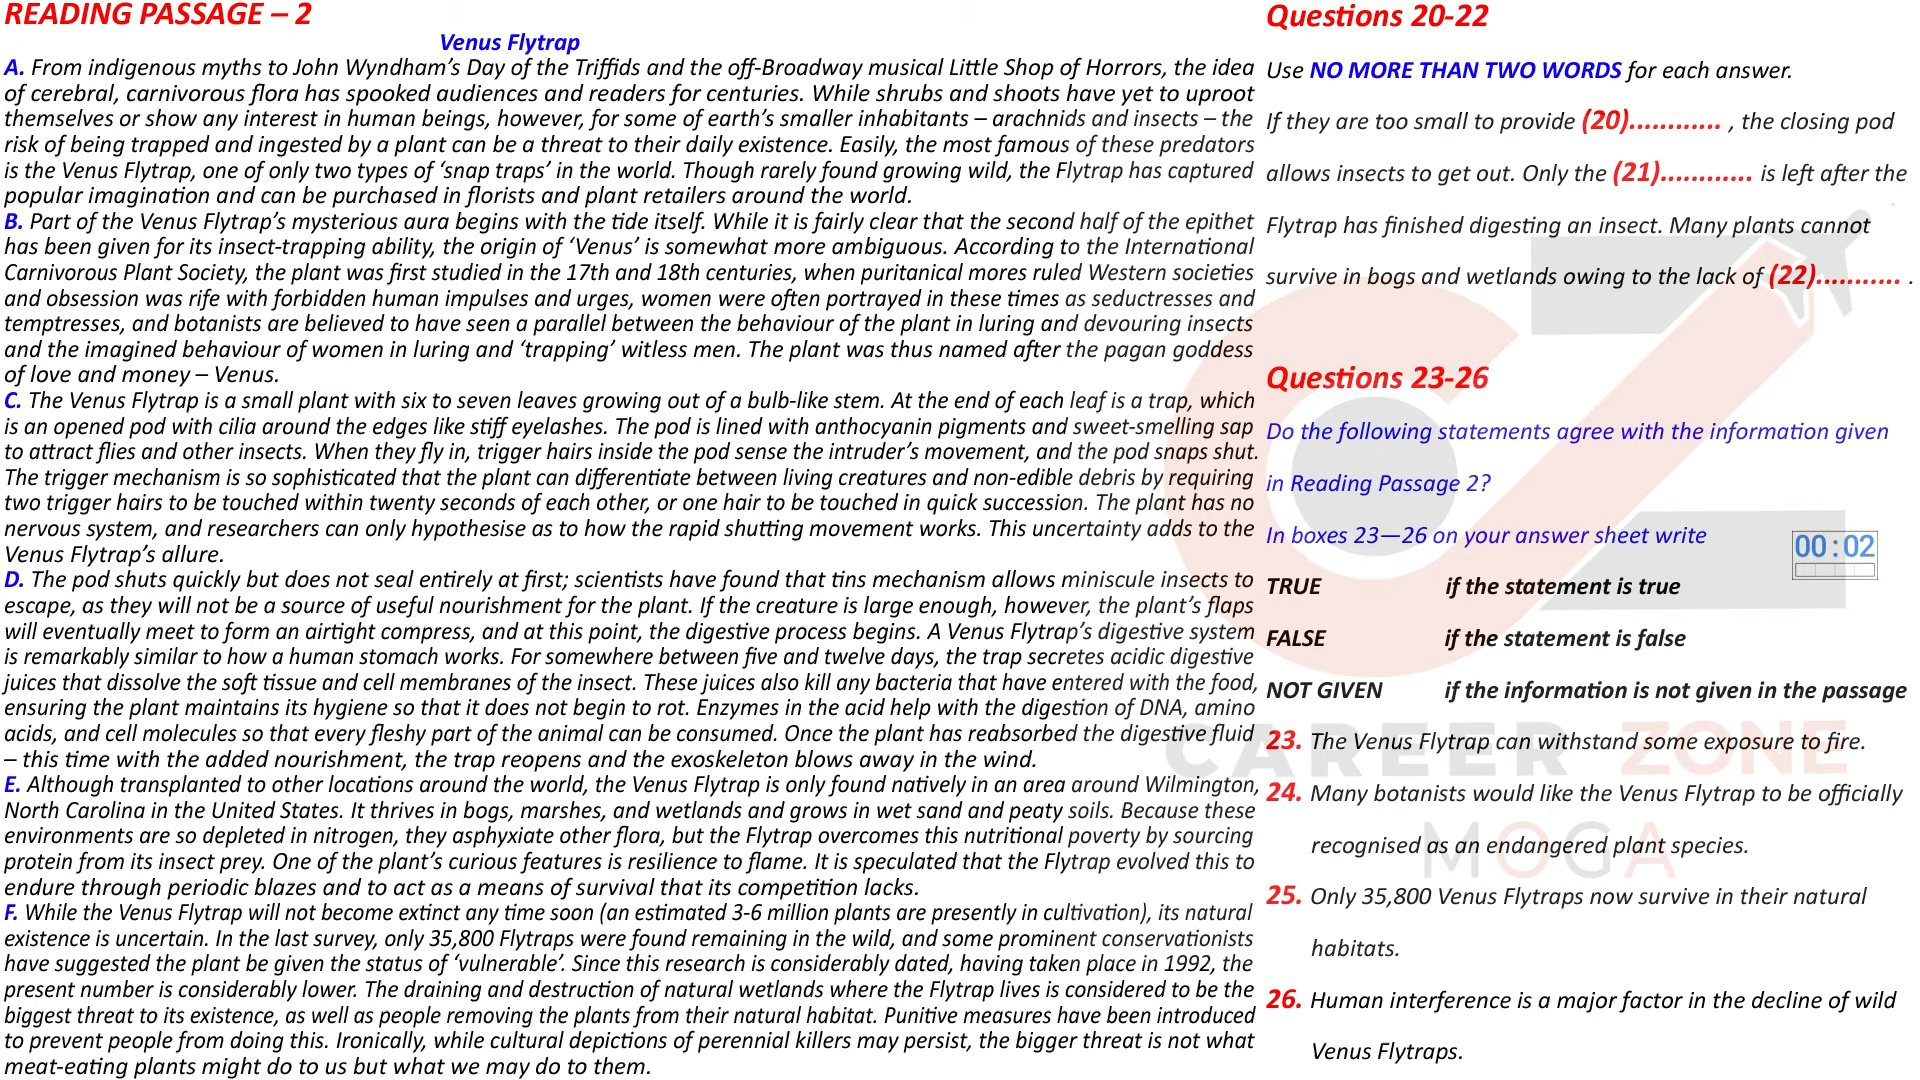 READING PASSAGE – 2
Venus Flytrap
A. From indigenous myths to John Wyndham's Day of the Triffids and the off-Broadway musical Little Shop of Horrors, the idea
of cerebral, carnivorous flora has spooked audiences and readers for centuries. While shrubs and shoots have yet to uproot
themselves or show any interest in human beings, however, for some of earth's smaller inhabitants – arachnids and insects – the
risk of being trapped and ingested by a plant can be a threat to their daily existence. Easily, the most famous of these predators
is the Venus Flytrap, one of only two types of 'snap traps' in the world. Though rarely found growing wild, the Flytrap has captured
popular imagination and can be purchased in florists and plant retailers around the world.
B. Part of the Venus Flytrap's mysterious aura begins with the tide itself. While it is fairly clear that the second half of the epithet
has been given for its insect-trapping ability, the origin of 'Venus' is somewhat more ambiguous. According to the International
Carnivorous Plant Society, the plant was first studied in the 17th and 18th centuries, when puritanical mores ruled Western societies
and obsession was rife with forbidden human impulses and urges, women were often portrayed in these times as seductresses and
temptresses, and botanists are believed to have seen a parallel between the behaviour of the plant in luring and devouring insects
and the imagined behaviour of women in luring and 'trapping' witless men. The plant was thus named after the pagan goddess
of love and money – Venus.
C. The Venus Flytrap is a small plant with six to seven leaves growing out of a bulb-like stem. At the end of each leaf is a trap, which
is an opened pod with cilia around the edges like stiff eyelashes. The pod is lined with anthocyanin pigments and sweet-smelling sap
to attract flies and other insects. When they fly in, trigger hairs inside the pod sense the intruder's movement, and the pod snaps shut.
The trigger mechanism is so sophisticated that the plant can differentiate between living creatures and non-edible debris by requiring
two trigger hairs to be touched within twenty seconds of each other, or one hair to be touched in quick succession. The plant has no
nervous system, and researchers can only hypothesise as to how the rapid shutting movement works. This uncertainty adds to the
Venus Flytrap's allure.
D. The pod shuts quickly but does not seal entirely at first; scientists have found that tins mechanism allows miniscule insects to
escape, as they will not be a source of useful nourishment for the plant. If the creature is large enough, however, the plant's flaps
will eventually meet to form an airtight compress, and at this point, the digestive process begins. A Venus Flytrap's digestive system
is remarkably similar to how a human stomach works. For somewhere between five and twelve days, the trap secretes acidic digestive
juices that dissolve the soft tissue and cell membranes of the insect. These juices also kill any bacteria that have entered with the food,
ensuring the plant maintains its hygiene so that it does not begin to rot. Enzymes in the acid help with the digestion of DNA, amino
acids, and cell molecules so that every fleshy part of the animal can be consumed. Once the plant has reabsorbed the digestive fluid
– this time with the added nourishment, the trap reopens and the exoskeleton blows away in the wind.
E. Although transplanted to other locations around the world, the Venus Flytrap is only found natively in an area around Wilmington,
North Carolina in the United States. It thrives in bogs, marshes, and wetlands and grows in wet sand and peaty soils. Because these
environments are so depleted in nitrogen, they asphyxiate other flora, but the Flytrap overcomes this nutritional poverty by sourcing
protein from its insect prey. One of the plant's curious features is resilience to flame. It is speculated that the Flytrap evolved this to
endure through periodic blazes and to act as a means of survival that its competition lacks.
F. While the Venus Flytrap will not become extinct any time soon (an estimated 3-6 million plants are presently in cultivation), its natural
existence is uncertain. In the last survey, only 35,800 Flytraps were found remaining in the wild, and some prominent conservationists
have suggested the plant be given the status of 'vulnerable'. Since this research is considerably dated, having taken place in 1992, the
present number is considerably lower. The draining and destruction of natural wetlands where the Flytrap lives is considered to be the
biggest threat to its existence, as well as people removing the plants from their natural habitat. Punitive measures have been introduced
to prevent people from doing this. Ironically, while cultural depictions of perennial killers may persist, the bigger threat is not what
meat-eating plants might do to us but what we may do to them.
Questions 20-22
Use NO MORE THAN TWO WORDS for each answer.
If they are too small to provide (20)............ , the closing pod
allows insects to get out. Only the (21)............ is left after the
Flytrap has finished digesting an insect. Many plants cannot
survive in bogs and wetlands owing to the lack of (22)........... .
Questions 23-26
Do the following statements agree with the information given
in Reading Passage 2?
In boxes 23—26 on your answer sheet write
00:02
TRUE if the statement is true
FALSE if the statement is false
NOT GIVEN if the information is not given in the passage
23. The Venus Flytrap can withstand some exposure to fire.
24. Many botanists would like the Venus Flytrap to be officially
recognised as an endangered plant species.
25. Only 35,800 Venus Flytraps now survive in their natural
habitats.
26. Human interference is a major factor in the decline of wild
Venus Flytraps.
CAREER ZONE
MOGA